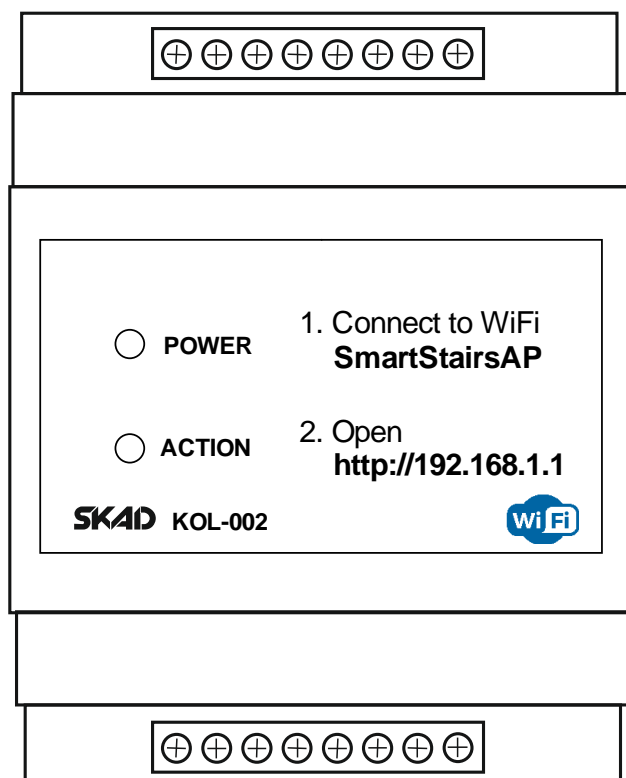 POWER
1. Connect to WiFi
SmartStairsAP
ACTION
2. Open
http://192.168.1.1
SKAD KOL-002
WiFi